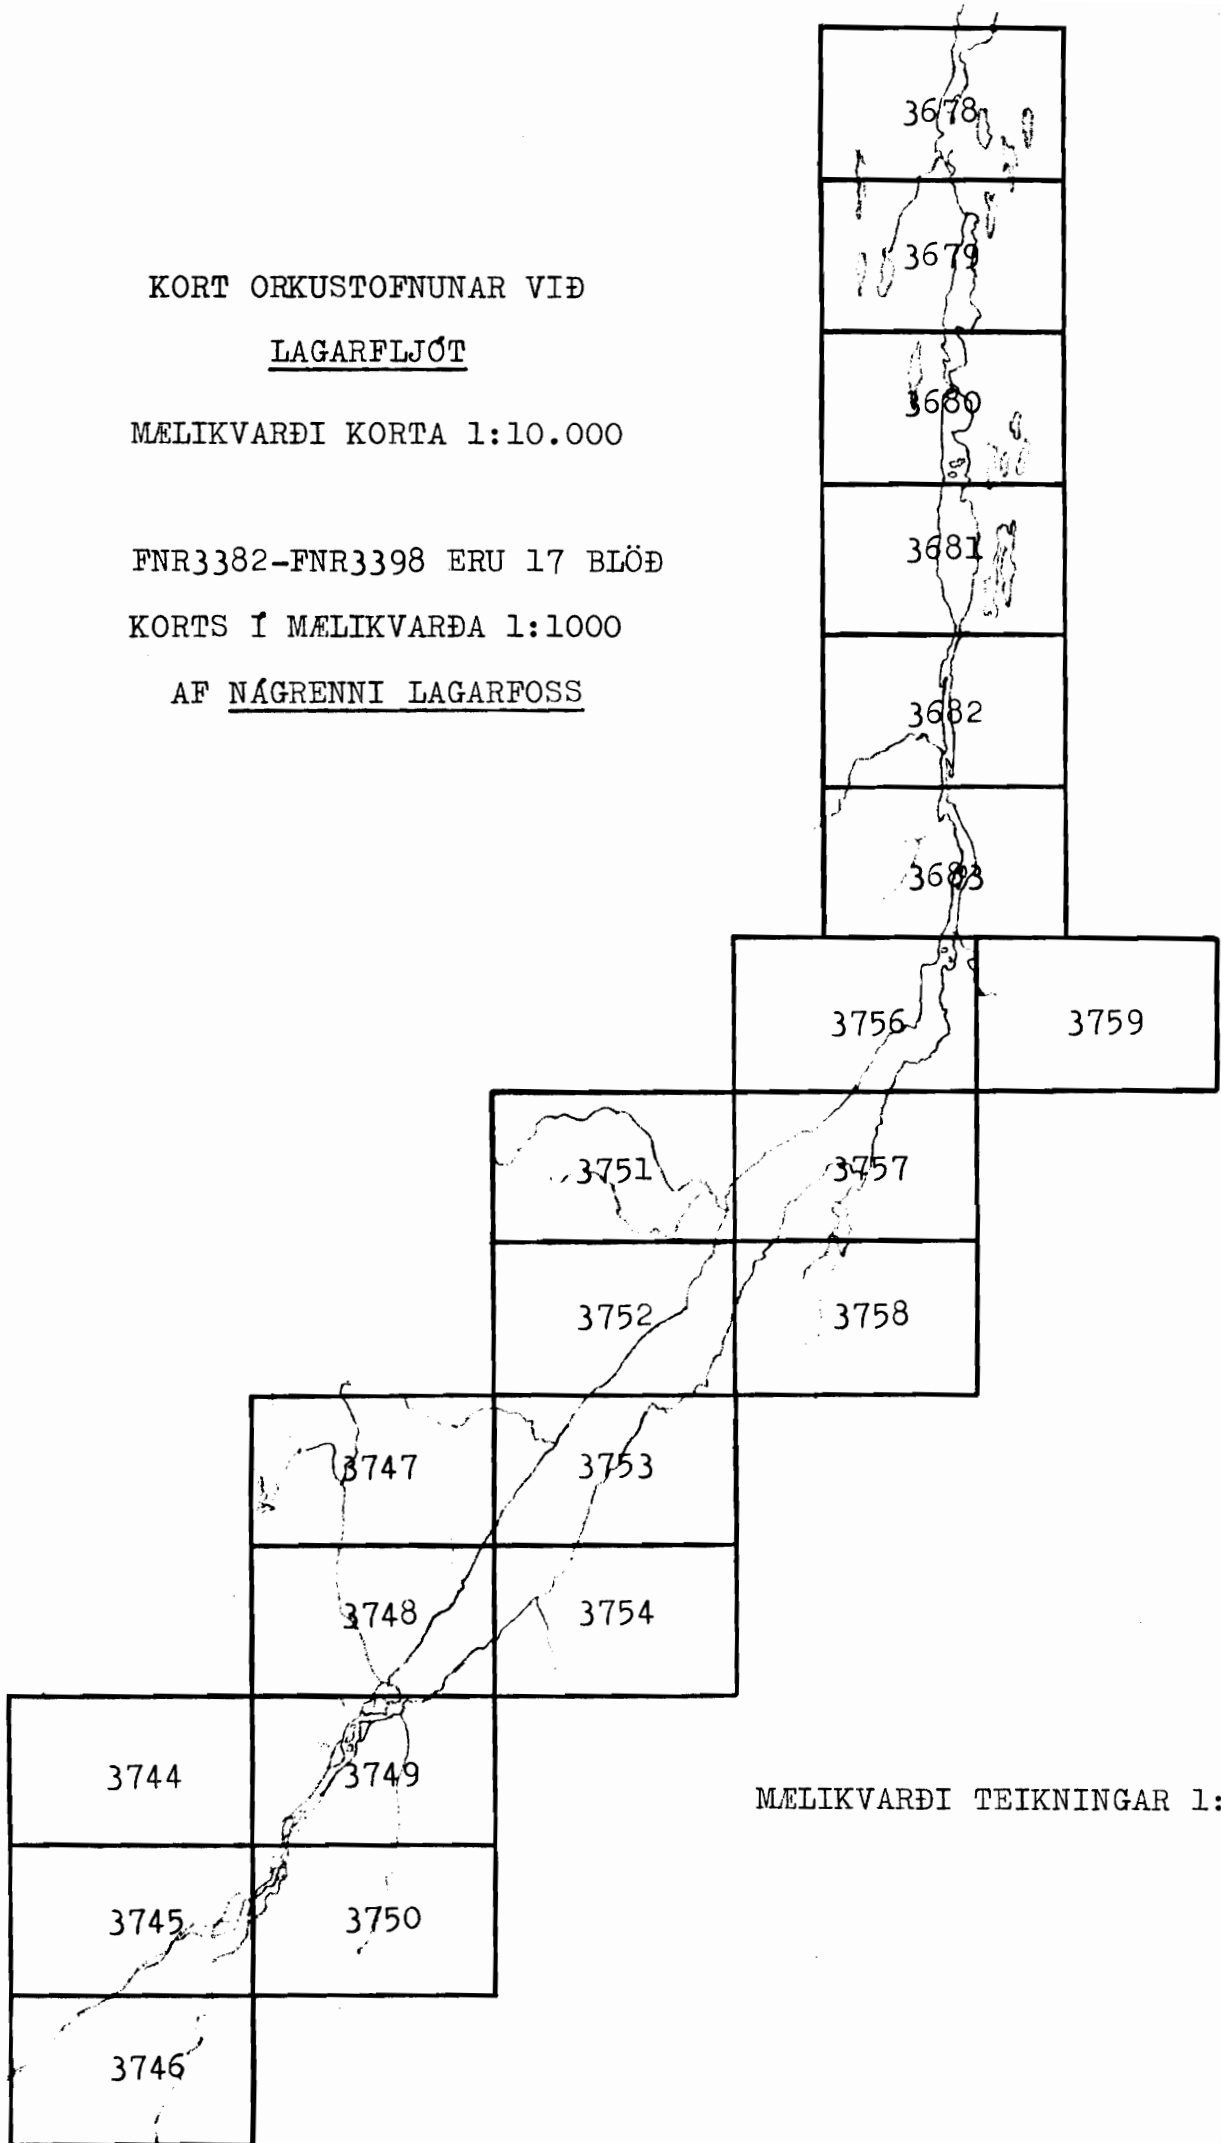 KORT ORKUSTOFNUNAR VIÐ
LAGARFLJÓT
MÆLIKVARÐI KORTA 1:10.000
FNR3382-FNR3398 ERU 17 BLÖÐ
KORTS Í MÆLIKVARÐA 1:1000
AF NÁGRENNI LAGARFOSS
3678
3679
3680
3681
3682
3683
3756 3759
3751 3757
3752 3758
3747 3753
3748 3754
3744 3749
MÆLIKVARÐI TEIKNINGAR 1:
3745 3750
3746